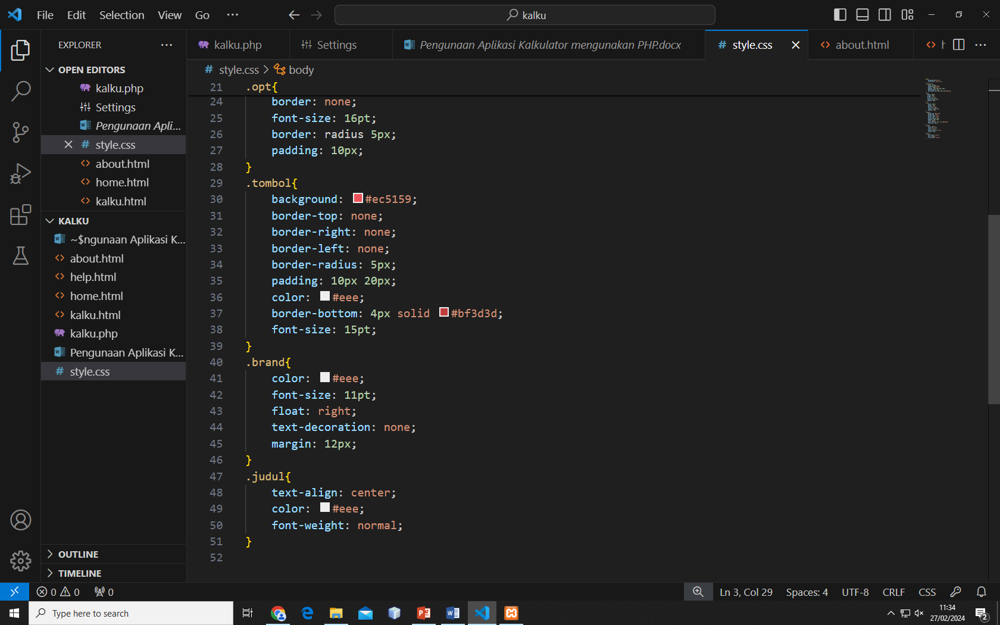 File Edit Selection View Go ···
kalku
EXPLORER ···
kalku.php
Settings
Pengunaan Aplikasi Kalkulator mengunakan PHP.docx
# style.css
<> about.html
<> h
···
OPEN EDITORS
kalku.php
Settings
Pengunaan Apli...
# style.css
<> about.html
<> home.html
<> kalku.html
KALKU
~$ngunaan Aplikasi K...
<> about.html
<> help.html
<> home.html
<> kalku.html
kalku.php
Pengunaan Aplikasi K...
# style.css
OUTLINE
TIMELINE
# style.css > body
21 .opt{
24 border: none;
25 font-size: 16pt;
26 border: radius 5px;
27 padding: 10px;
28 }
29 .tombol{
30 background: #ec5159;
31 border-top: none;
32 border-right: none;
33 border-left: none;
34 border-radius: 5px;
35 padding: 10px 20px;
36 color: #eee;
37 border-bottom: 4px solid #bf3d3d;
38 font-size: 15pt;
39 }
40 .brand{
41 color: #eee;
42 font-size: 11pt;
43 float: right;
44 text-decoration: none;
45 margin: 12px;
46 }
47 .judul{
48 text-align: center;
49 color: #eee;
50 font-weight: normal;
51 }
52
0 0 0
Ln 3, Col 29 Spaces: 4 UTF-8 CRLF CSS
Type here to search
11:34
27/02/2024
2